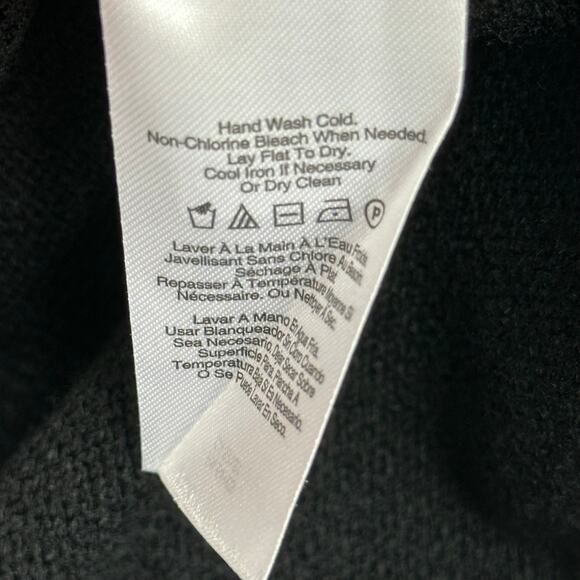 Hand Wash Cold.
Non-Chlorine Bleach When Needed.
Lay Flat To Dry.
Cool Iron If Necessary
Or Dry Clean
P
Laver À La Main À L'Eau Froide.
Javellisant Sans Chlore Au Besoin.
Séchage À Plat.
Repasser À Température Moyenne Si
Nécessaire. Ou Nettoyer À Sec.
Lavar A Mano En Agua Fria.
Usar Blanqueador Sin Cloro Cuando
Sea Necesario. Dejar Secar Sobre
Superficie Para Plancha A
Temperatura Baja Si Es Necesario.
O Se Puede Lavar En Seco.